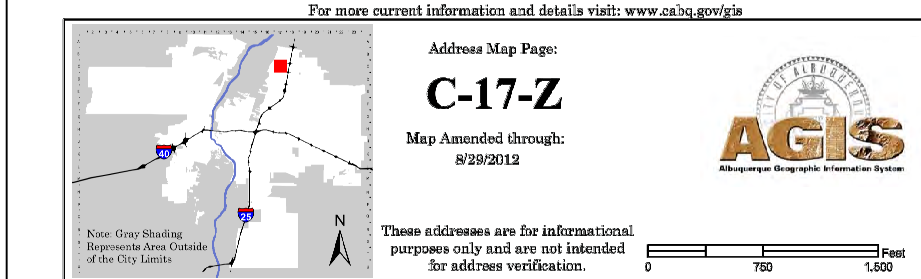 For more current information and details visit: www.cabq.gov/gis
40
25
N
Note: Gray Shading
Represents Area Outside
of the City Limits
Address Map Page:
C-17-Z
Map Amended through:
8/29/2012
These addresses are for informational
purposes only and are not intended
for address verification.
CITY OF ALBUQUERQUE
AGIS
Albuquerque Geographic Information System
Feet
0 750 1,500